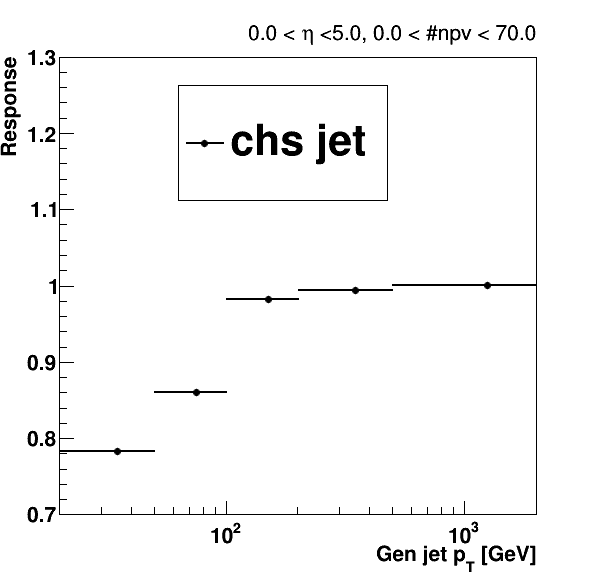 0.0 < η <5.0, 0.0 < #npv < 70.0
Response
1.3
1.2
1.1
1
0.9
0.8
0.7
chs jet
10²
10³
Gen jet p_T [GeV]